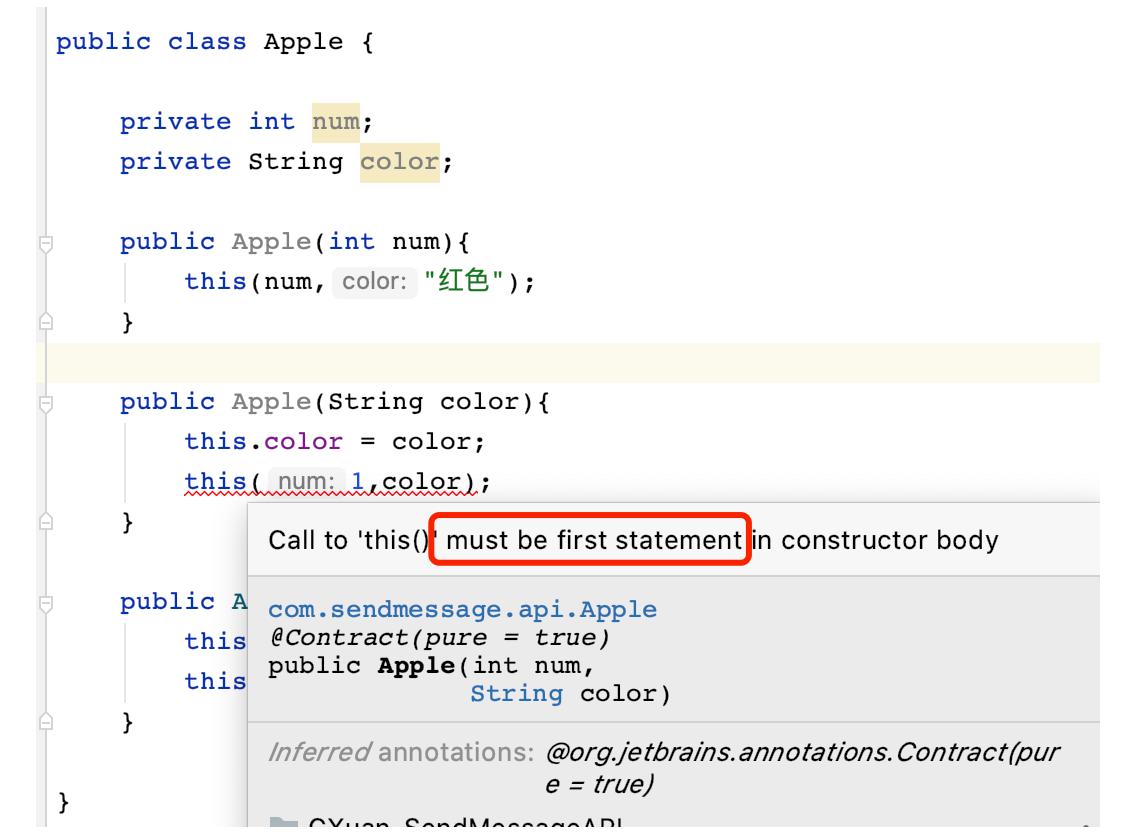 public class Apple {
private int num;
private String color;
public Apple(int num){
this(num, color: "红色");
}
public Apple(String color){
this.color = color;
this( num: 1,color);
}
Call to 'this()' must be first statement in constructor body
public A
com.sendmessage.api.Apple
@Contract(pure = true)
this
public Apple(int num,
this
String color)
}
Inferred annotations: @org.jetbrains.annotations.Contract(pur
e = true)
}
CXuan SendMessageAPI